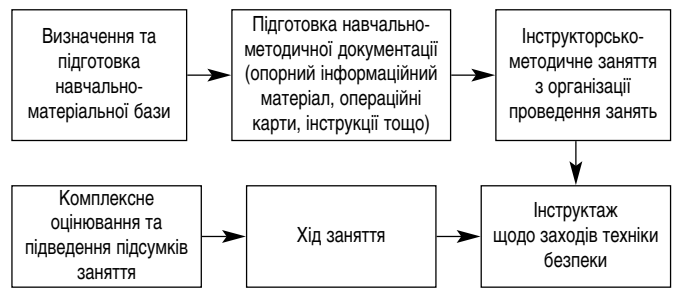 Визначення та
підготовка
навчально-
матеріальної бази
Підготовка навчально-
методичної документації
(опорний інформаційний
матеріал, операційні
карти, інструкції тощо)
Інструкторсько-
методичне заняття
з організації
проведення занять
Комплексне
оцінювання та
підведення підсумків
заняття
Хід заняття
Інструктаж
щодо заходів техніки
безпеки